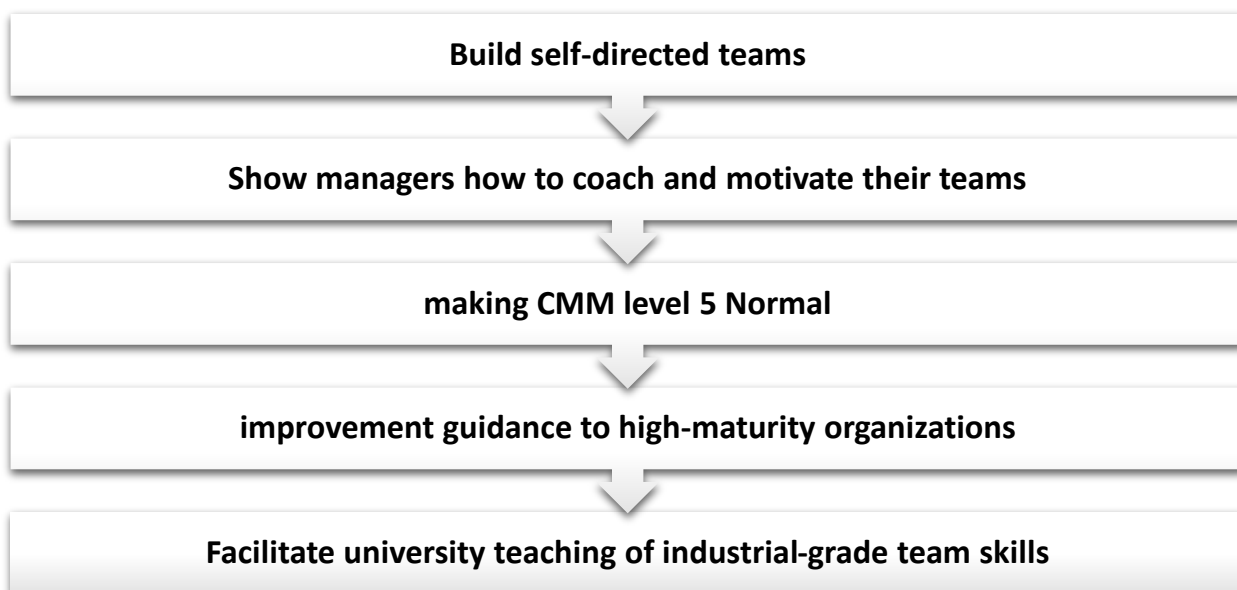 Build self-directed teams
Show managers how to coach and motivate their teams
making CMM level 5 Normal
improvement guidance to high-maturity organizations
Facilitate university teaching of industrial-grade team skills